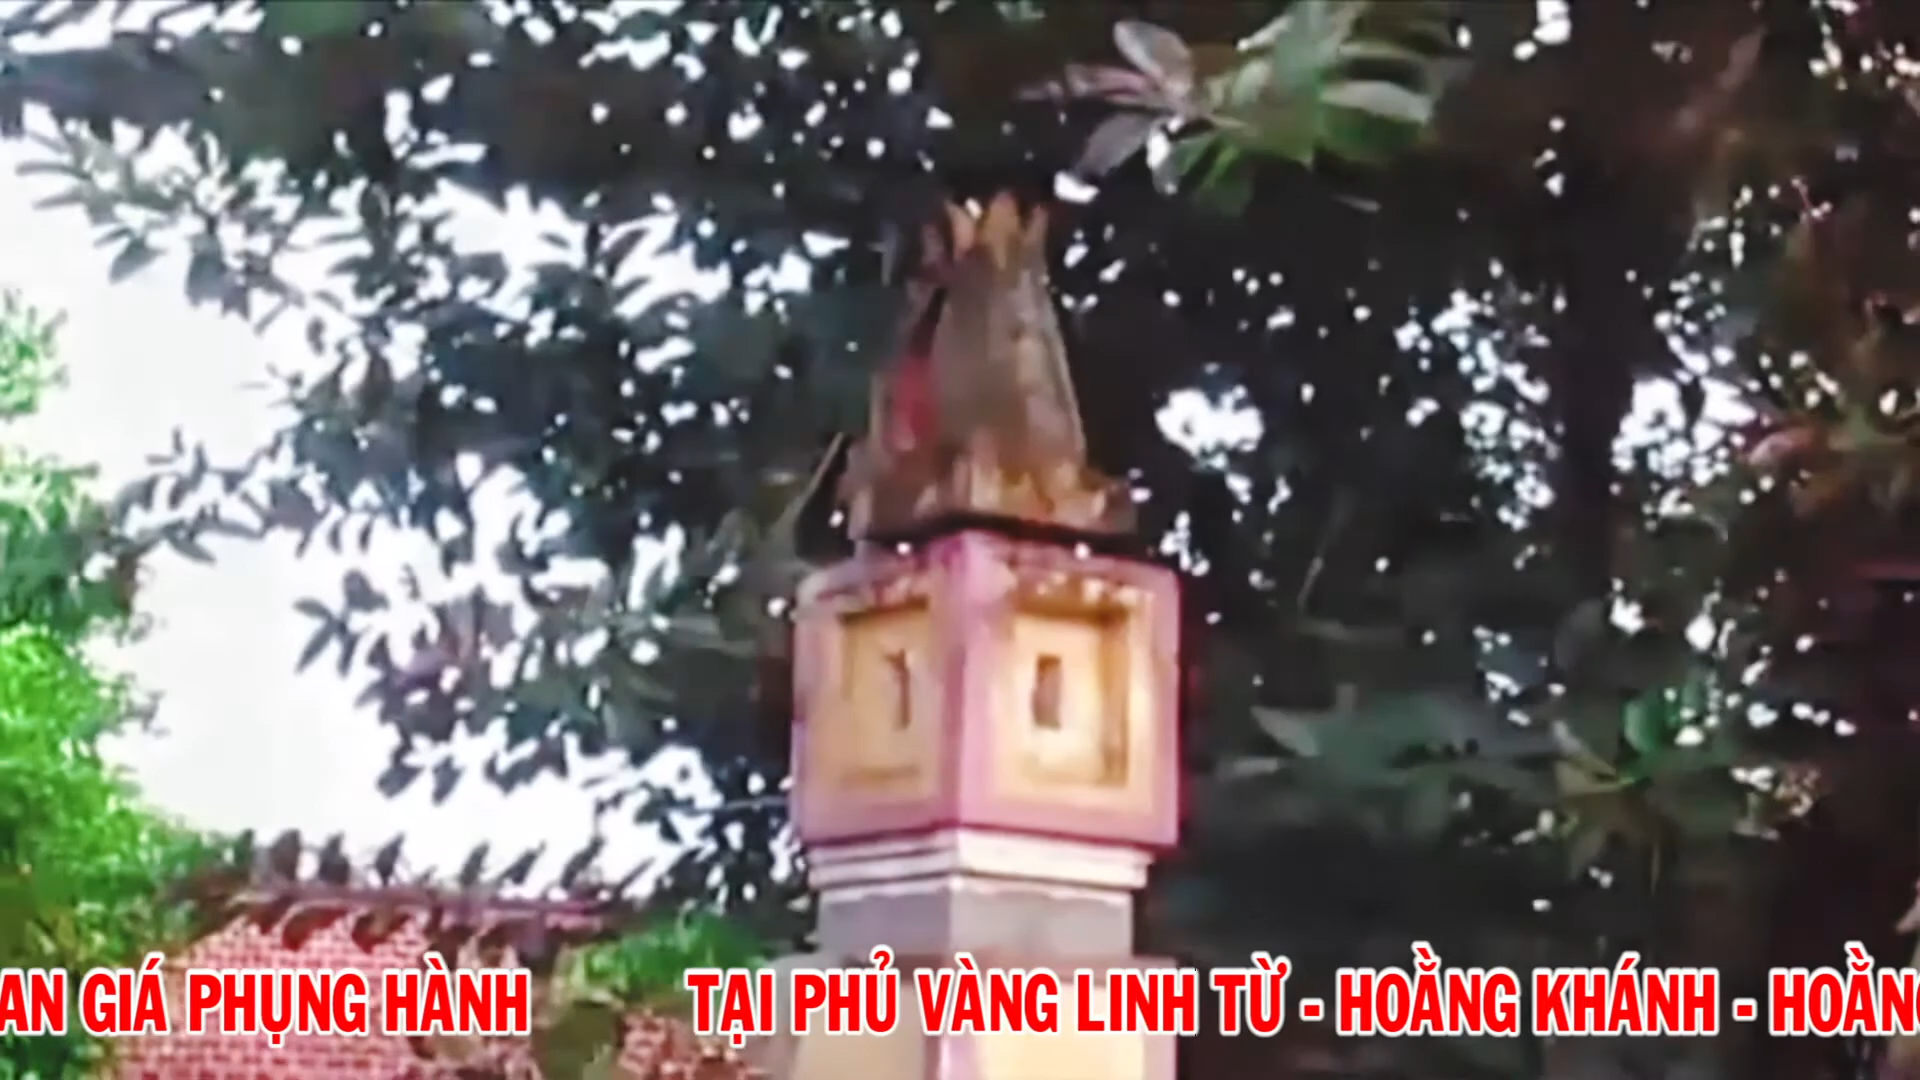 AN GIÁ PHỤNG HÀNH TẠI PHỦ VÀNG LINH TỪ - HOẰNG KHÁNH - HOẰNG